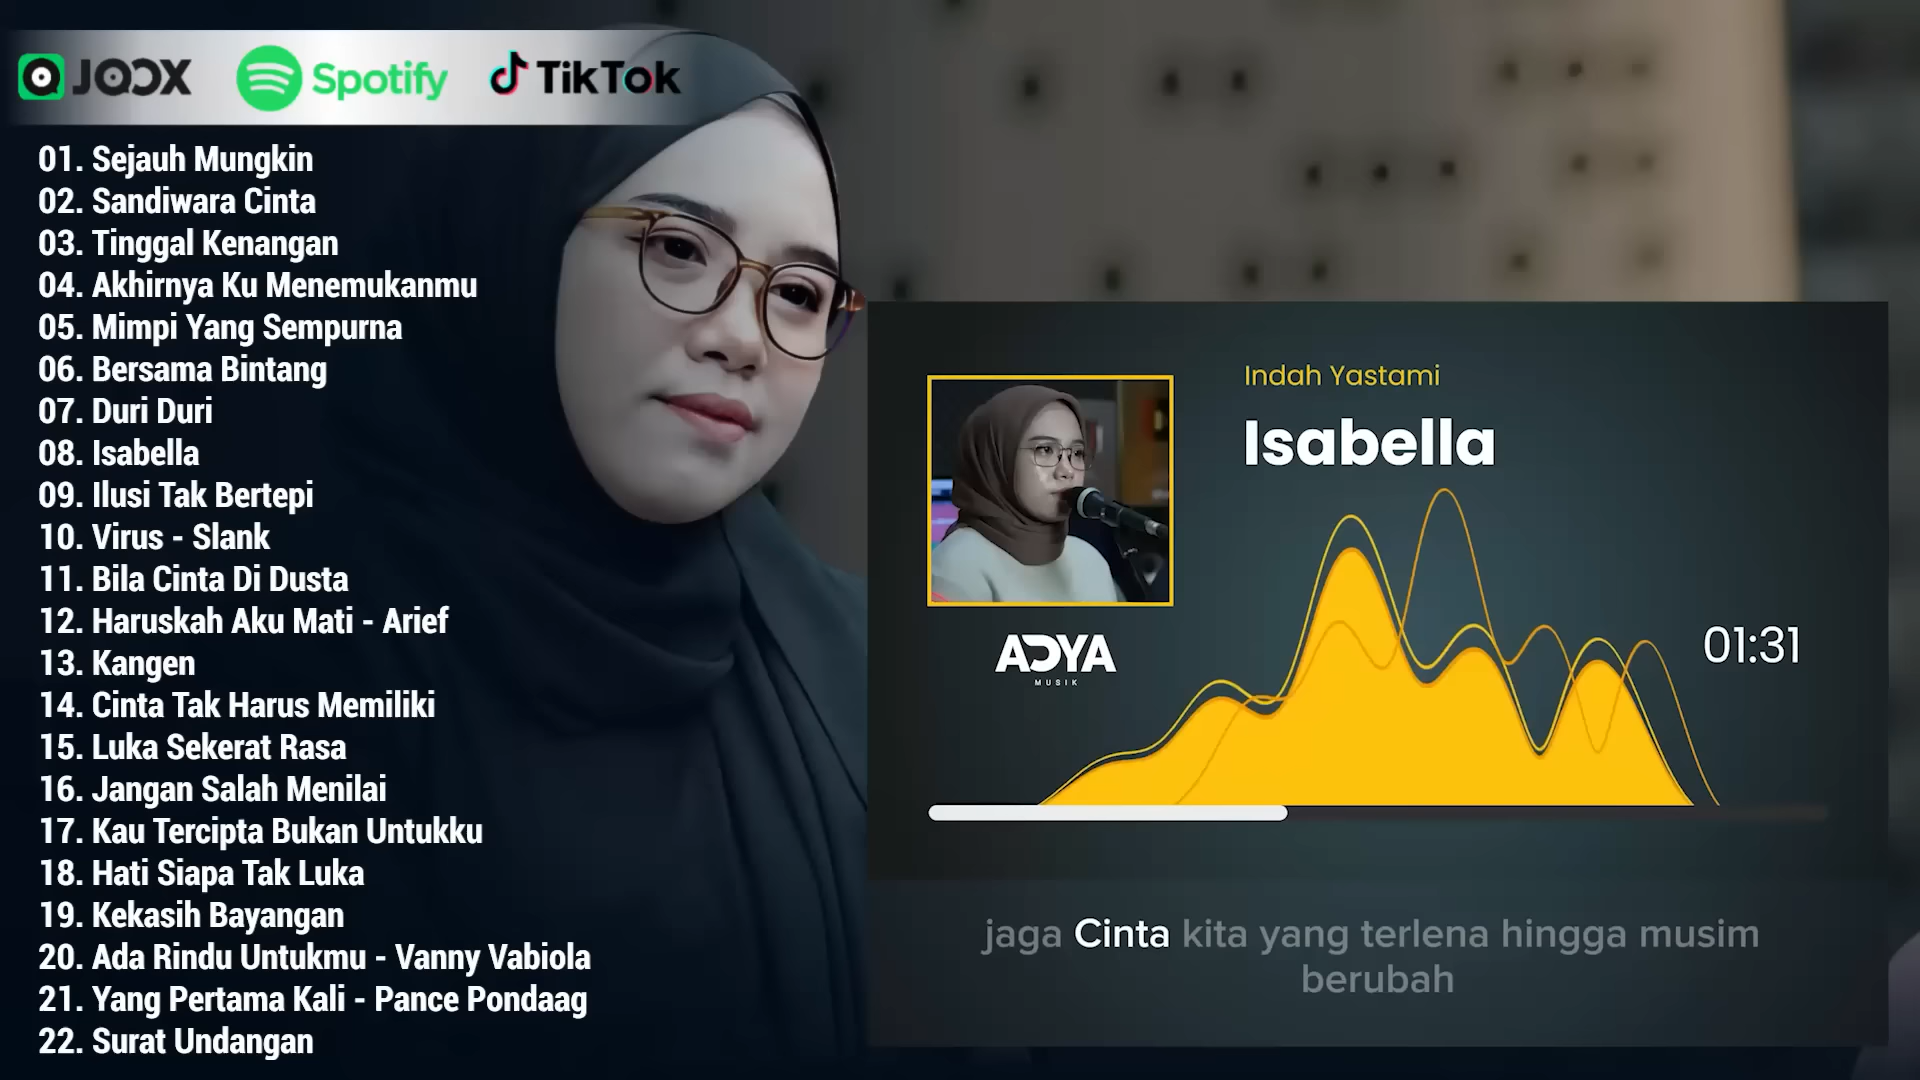 JOOX Spotify TikTok
01. Sejauh Mungkin
02. Sandiwara Cinta
03. Tinggal Kenangan
04. Akhirnya Ku Menemukanmu
05. Mimpi Yang Sempurna
06. Bersama Bintang
07. Duri Duri
08. Isabella
09. Ilusi Tak Bertepi
10. Virus - Slank
11. Bila Cinta Di Dusta
12. Haruskah Aku Mati - Arief
13. Kangen
14. Cinta Tak Harus Memiliki
15. Luka Sekerat Rasa
16. Jangan Salah Menilai
17. Kau Tercipta Bukan Untukku
18. Hati Siapa Tak Luka
19. Kekasih Bayangan
20. Ada Rindu Untukmu - Vanny Vabiola
21. Yang Pertama Kali - Pance Pondaag
22. Surat Undangan
Indah Yastami
Isabella
ADYA
MUSIK
01:31
jaga Cinta kita yang terlena hingga musim
berubah